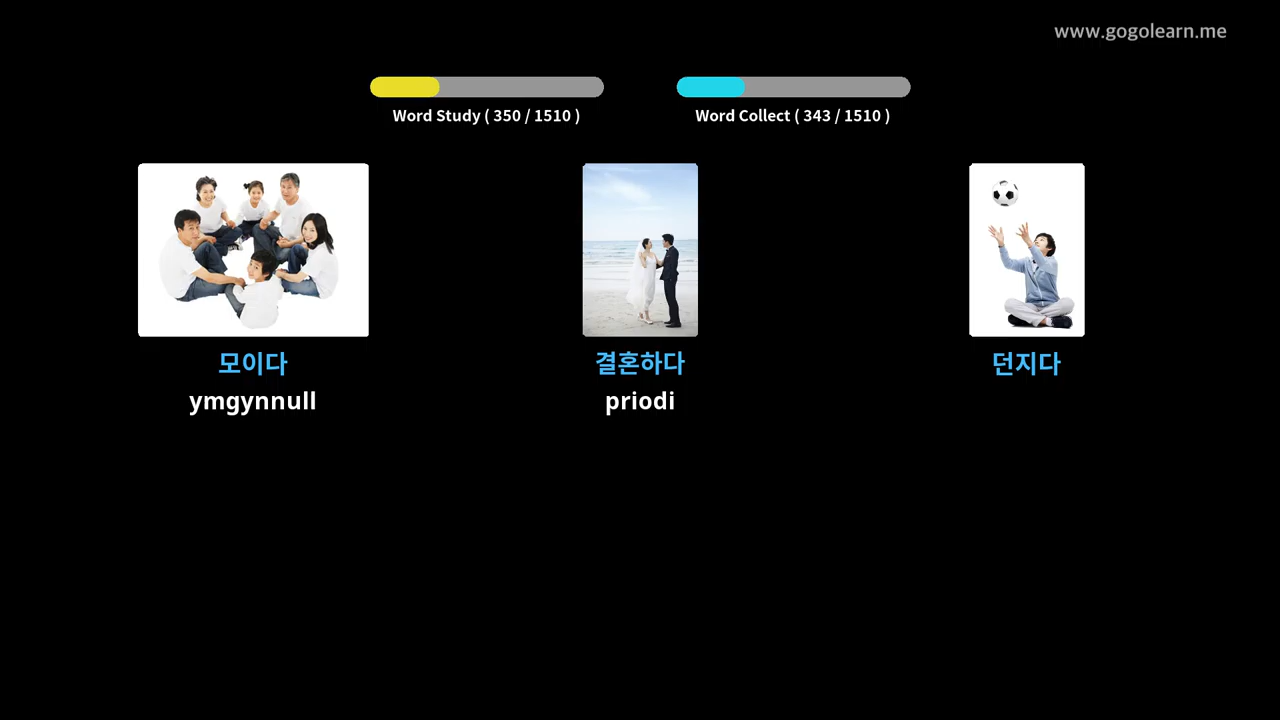 www.gogolearn.me
Word Study ( 350 / 1510 )
Word Collect ( 343 / 1510 )
모이다
결혼하다
던지다
ymgynnull
priodi